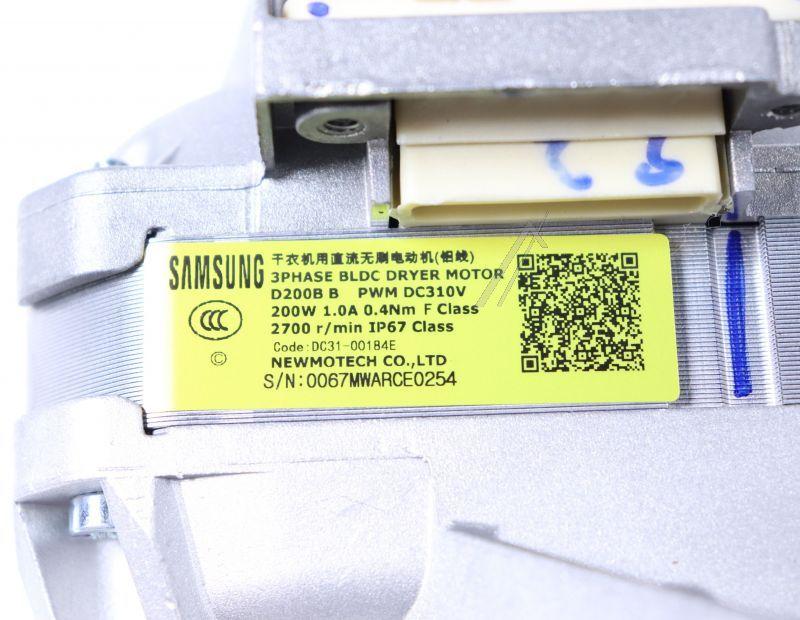 SAMSUNG
干衣机用直流无刷电动机(铝线)
3PHASE BLDC DRYER MOTOR
D200B B PWM DC310V
200W 1.0A 0.4Nm F Class
2700 r/min IP67 Class
Code:DC31-00184E
NEWMOTECH CO.,LTD
S/N:0067MWARCE0254
CCC
©